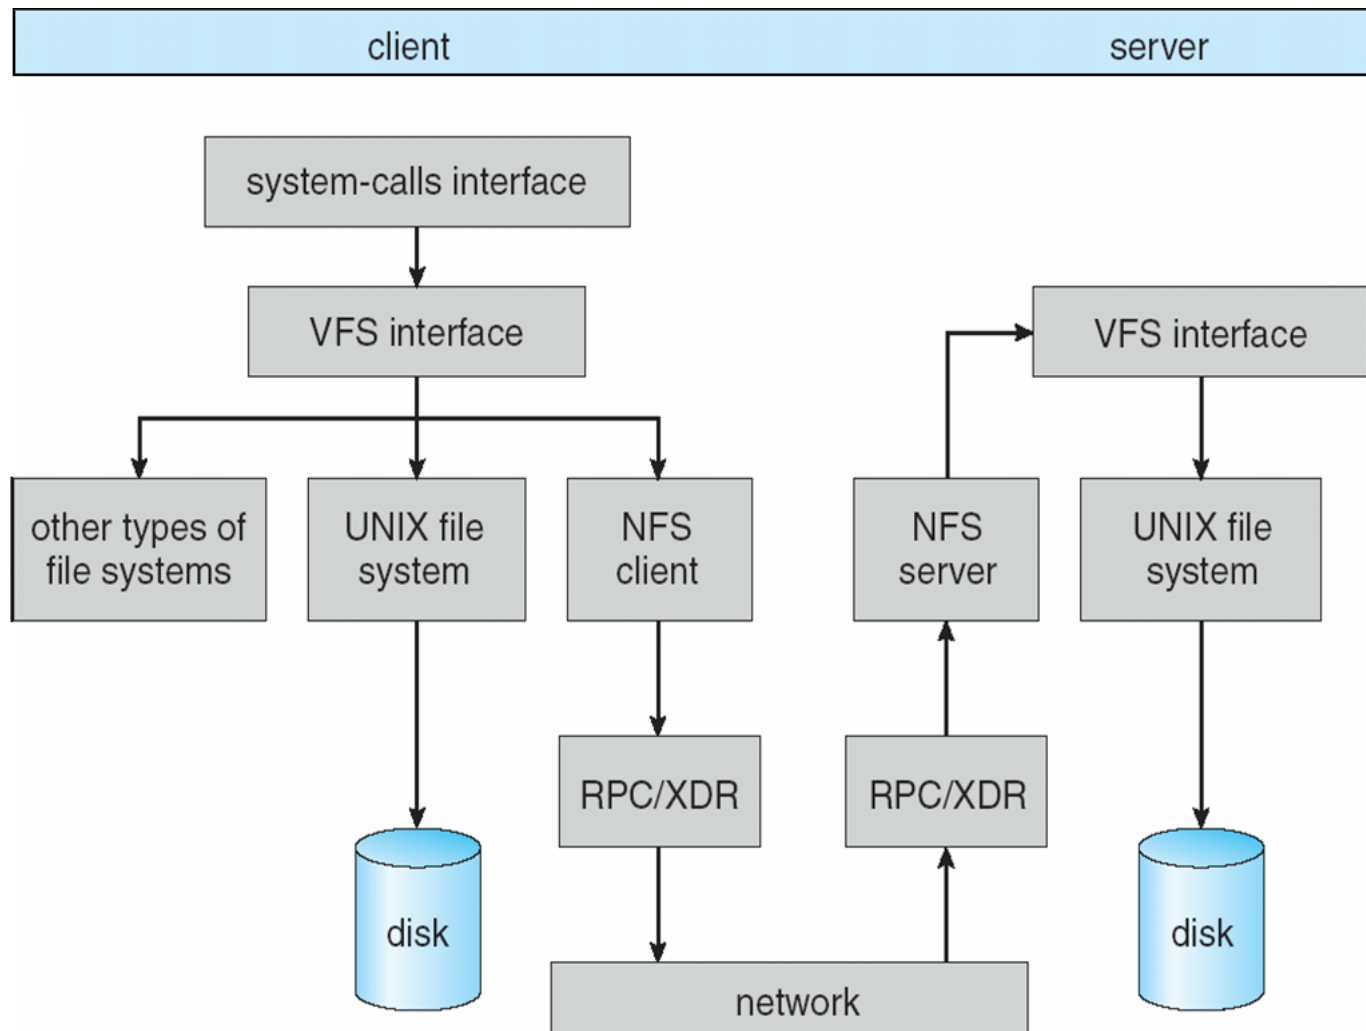 client
server
system-calls interface
VFS interface
VFS interface
other types of
file systems
UNIX file
system
NFS
client
NFS
server
UNIX file
system
RPC/XDR
RPC/XDR
disk
disk
network